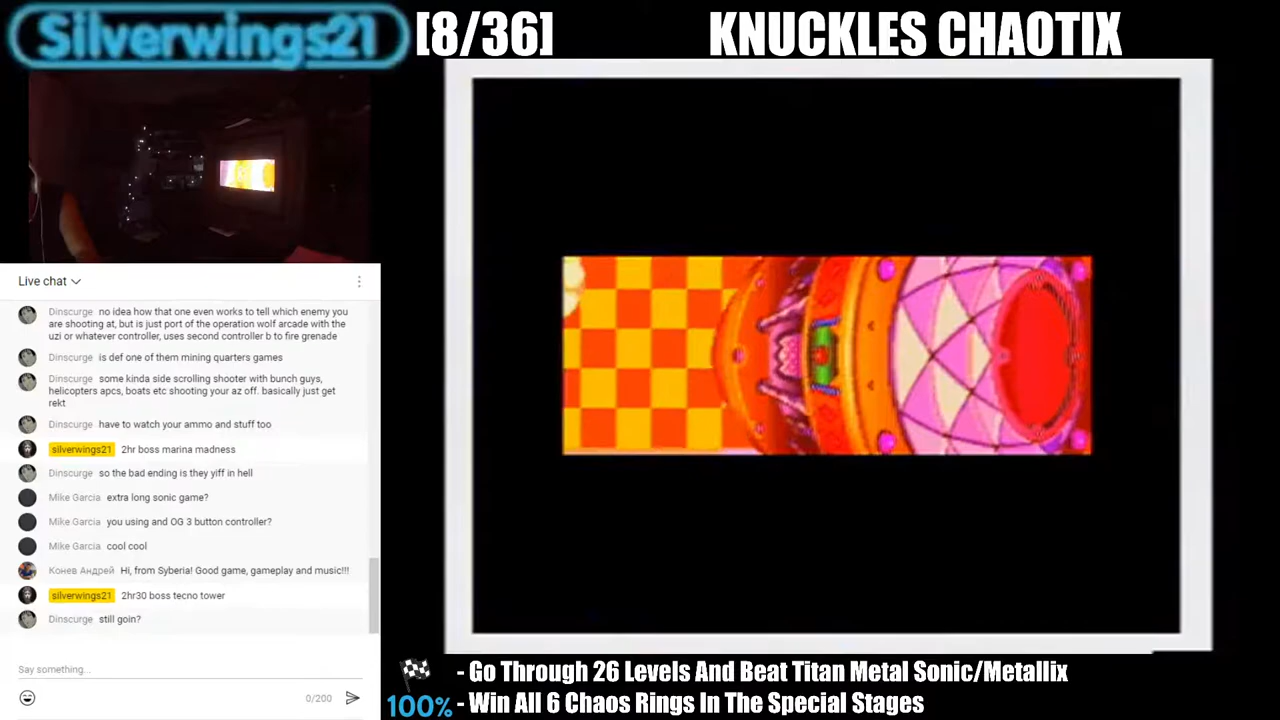 Silverwings21
[8/36]
KNUCKLES CHAOTIX
Live chat
Dinscurge no idea how that one even works to tell which enemy you
are shooting at, but is just port of the operation wolf arcade with the
uzi or whatever controller, uses second controller b to fire grenade
Dinscurge is def one of them mining quarters games
Dinscurge some kinda side scrolling shooter with bunch guys,
helicopters apcs, boats etc shooting your az off. basically just get
rekt
Dinscurge have to watch your ammo and stuff too
silverwings21 2hr boss marina madness
Dinscurge so the bad ending is they yiff in hell
Mike Garcia extra long sonic game?
Mike Garcia you using and OG 3 button controller?
Mike Garcia cool cool
Конев Андрей Hi, from Syberia! Good game, gameplay and music!!!
silverwings21 2hr30 boss tecno tower
Dinscurge still goin?
Say something...
0/200
- Go Through 26 Levels And Beat Titan Metal Sonic/Metallix
100% - Win All 6 Chaos Rings In The Special Stages